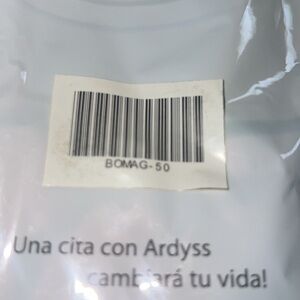 BOMAG-50
Una cita con Ardyss
cambiará tu vida!